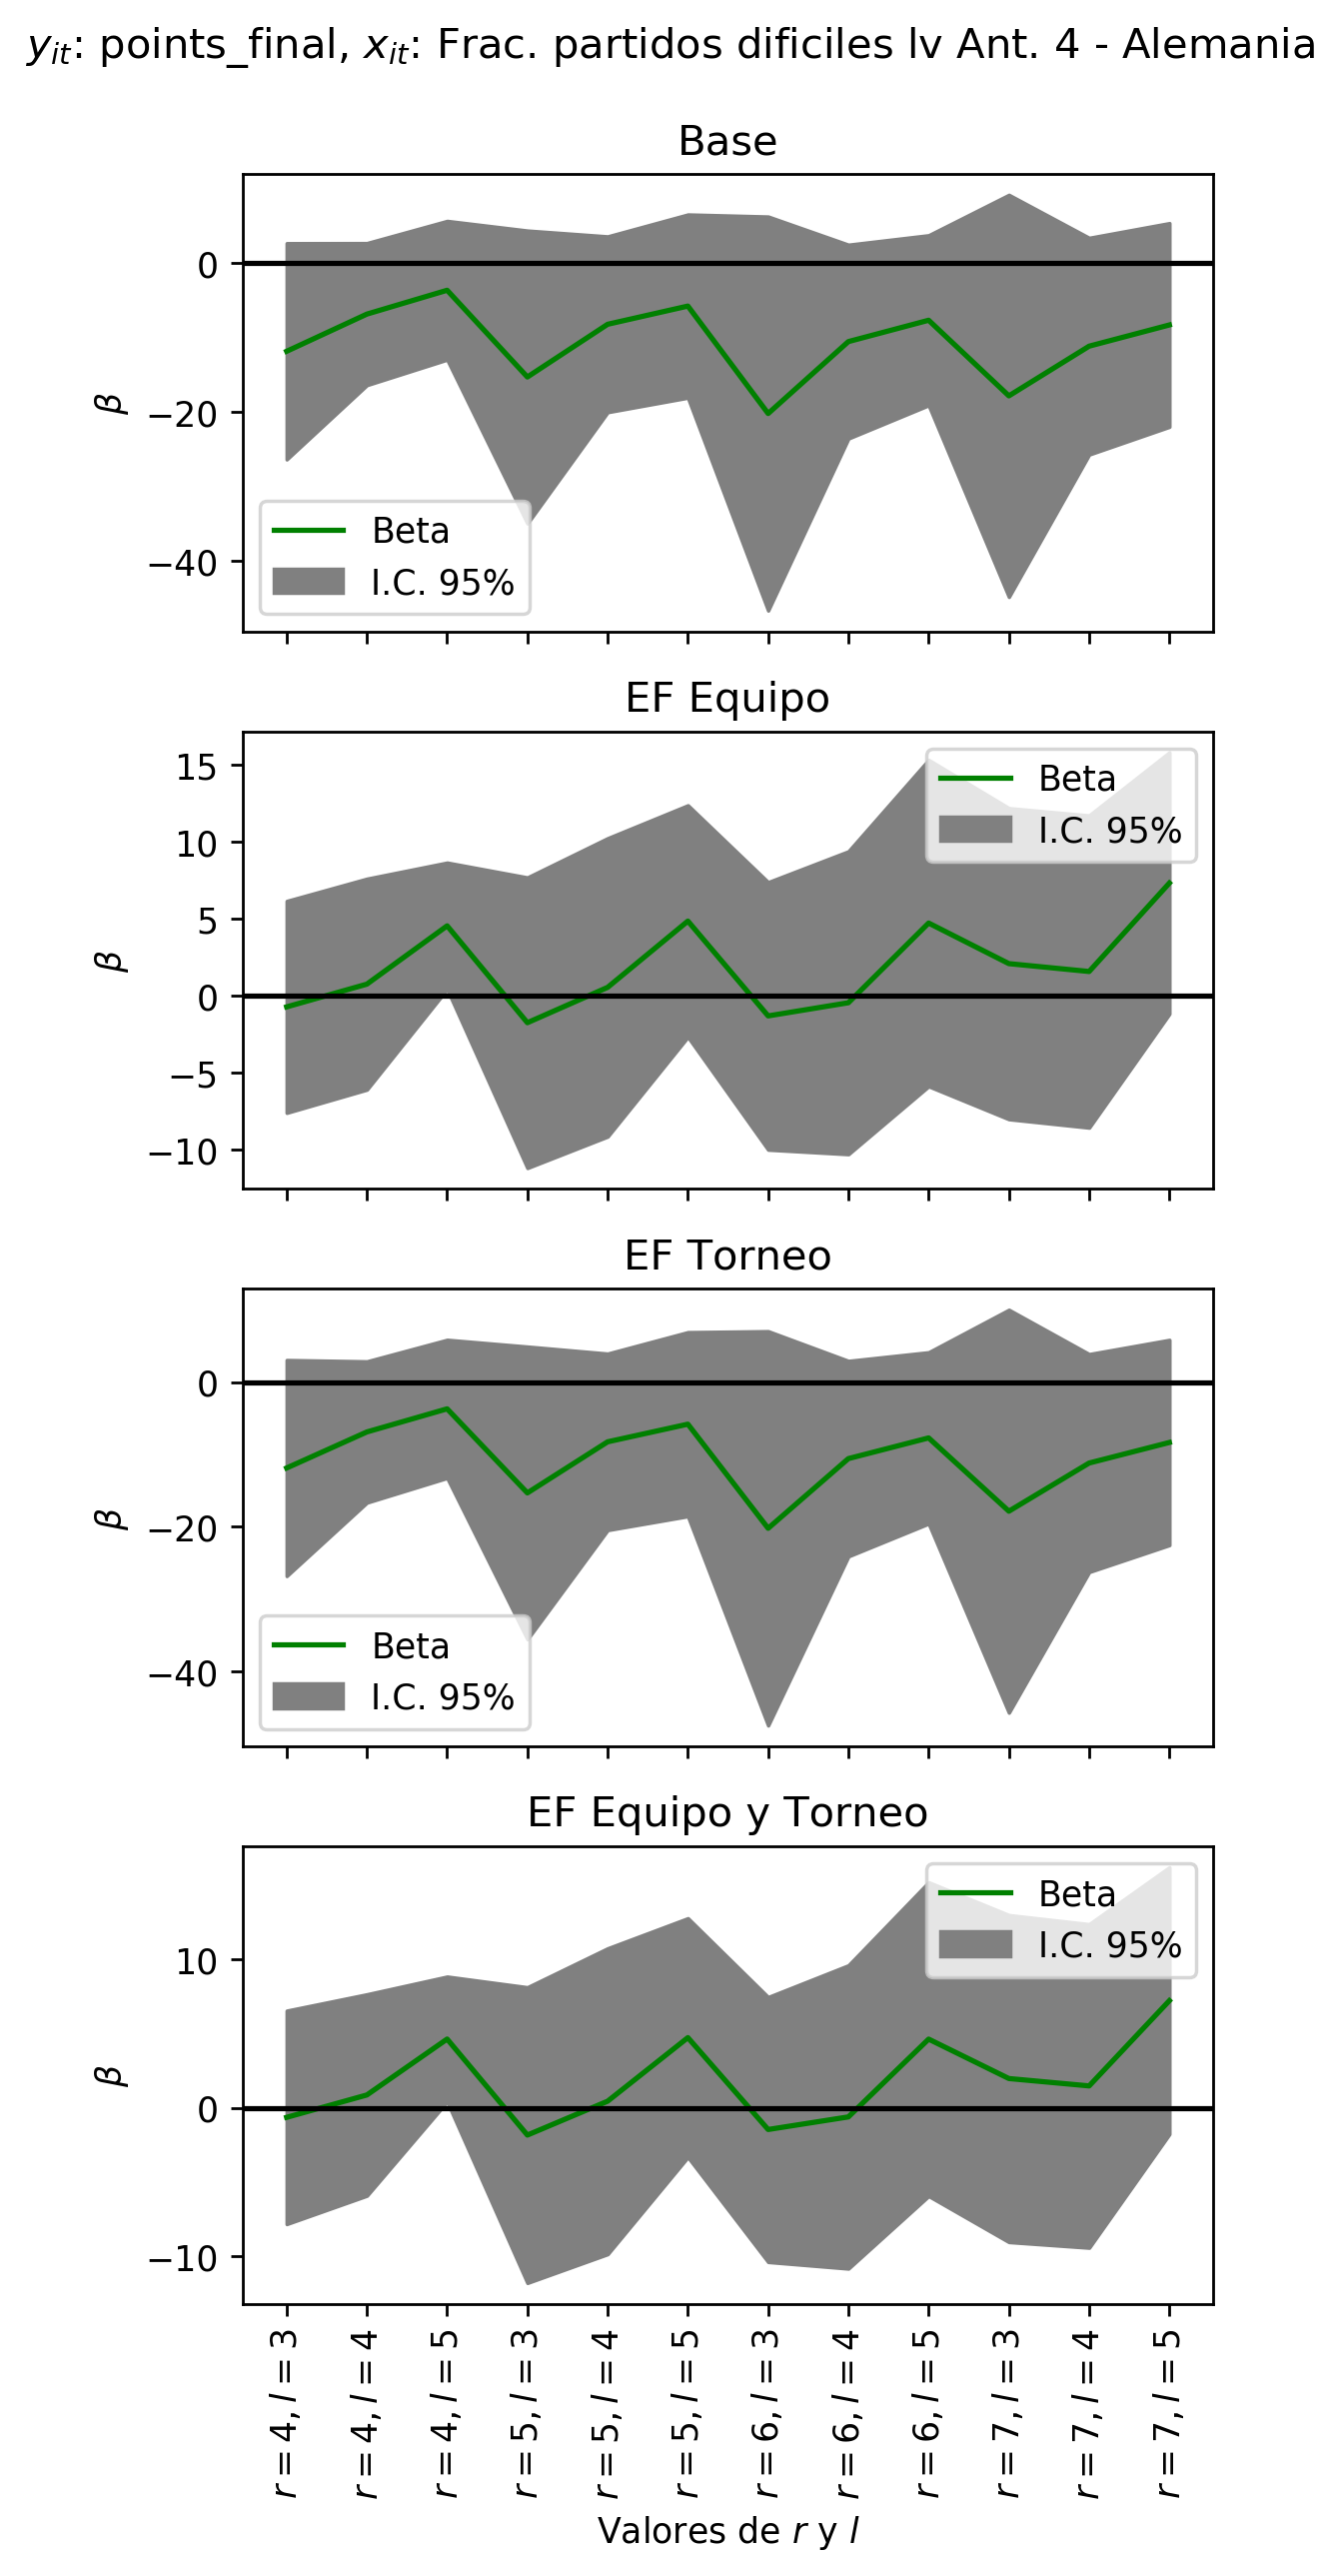 y_it: points_final, x_it: Frac. partidos dificiles lv Ant. 4 - Alemania
Base
0
−20
−40
β
Beta
I.C. 95%
EF Equipo
15
10
5
0
−5
−10
β
Beta
I.C. 95%
EF Torneo
0
−20
−40
β
Beta
I.C. 95%
EF Equipo y Torneo
10
0
−10
β
Beta
I.C. 95%
r = 4, l = 3
r = 4, l = 4
r = 4, l = 5
r = 5, l = 3
r = 5, l = 4
r = 5, l = 5
r = 6, l = 3
r = 6, l = 4
r = 6, l = 5
r = 7, l = 3
r = 7, l = 4
r = 7, l = 5
Valores de r y l